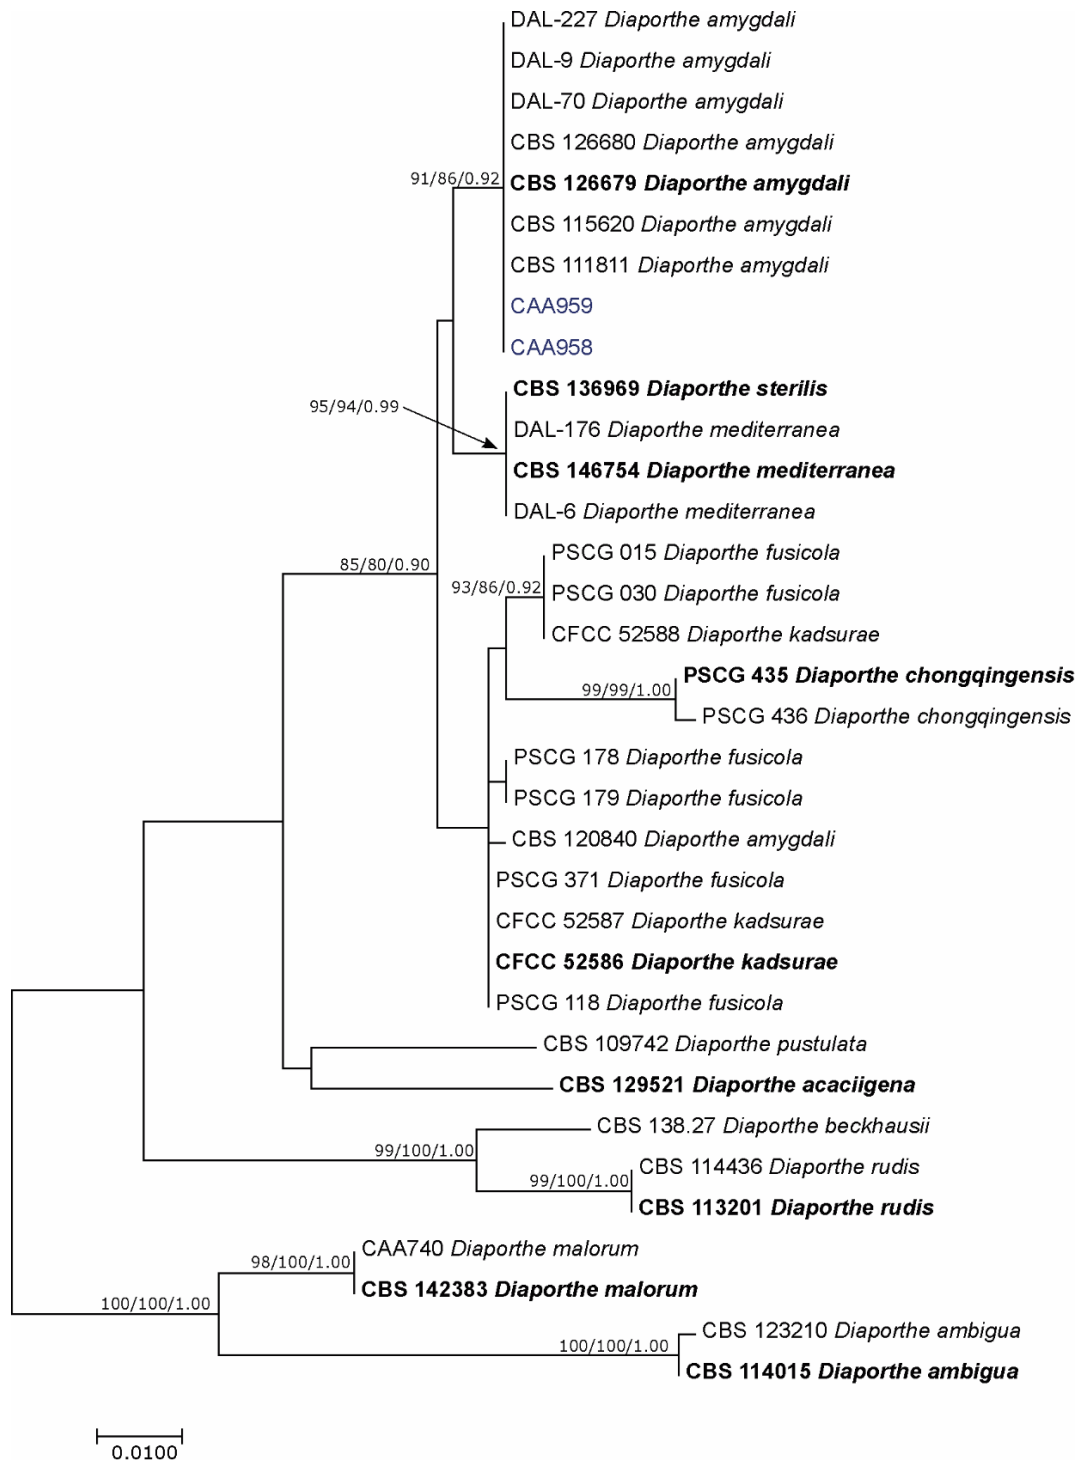 DAL-227 Diaporthe amygdali
DAL-9 Diaporthe amygdali
DAL-70 Diaporthe amygdali
CBS 126680 Diaporthe amygdali
91/86/0.92
CBS 126679 Diaporthe amygdali
CBS 115620 Diaporthe amygdali
CBS 111811 Diaporthe amygdali
CAA959
CAA958
CBS 136969 Diaporthe sterilis
95/94/0.99
DAL-176 Diaporthe mediterranea
CBS 146754 Diaporthe mediterranea
DAL-6 Diaporthe mediterranea
PSCG 015 Diaporthe fusicola
85/80/0.90
93/86/0.92
PSCG 030 Diaporthe fusicola
CFCC 52588 Diaporthe kadsurae
PSCG 435 Diaporthe chongqingensis
99/99/1.00
PSCG 436 Diaporthe chongqingensis
PSCG 178 Diaporthe fusicola
PSCG 179 Diaporthe fusicola
CBS 120840 Diaporthe amygdali
PSCG 371 Diaporthe fusicola
CFCC 52587 Diaporthe kadsurae
CFCC 52586 Diaporthe kadsurae
PSCG 118 Diaporthe fusicola
CBS 109742 Diaporthe pustulata
CBS 129521 Diaporthe acaciigena
CBS 138.27 Diaporthe beckhausii
99/100/1.00
CBS 114436 Diaporthe rudis
99/100/1.00
CBS 113201 Diaporthe rudis
CAA740 Diaporthe malorum
98/100/1.00
CBS 142383 Diaporthe malorum
100/100/1.00
CBS 123210 Diaporthe ambigua
100/100/1.00
CBS 114015 Diaporthe ambigua
0.0100